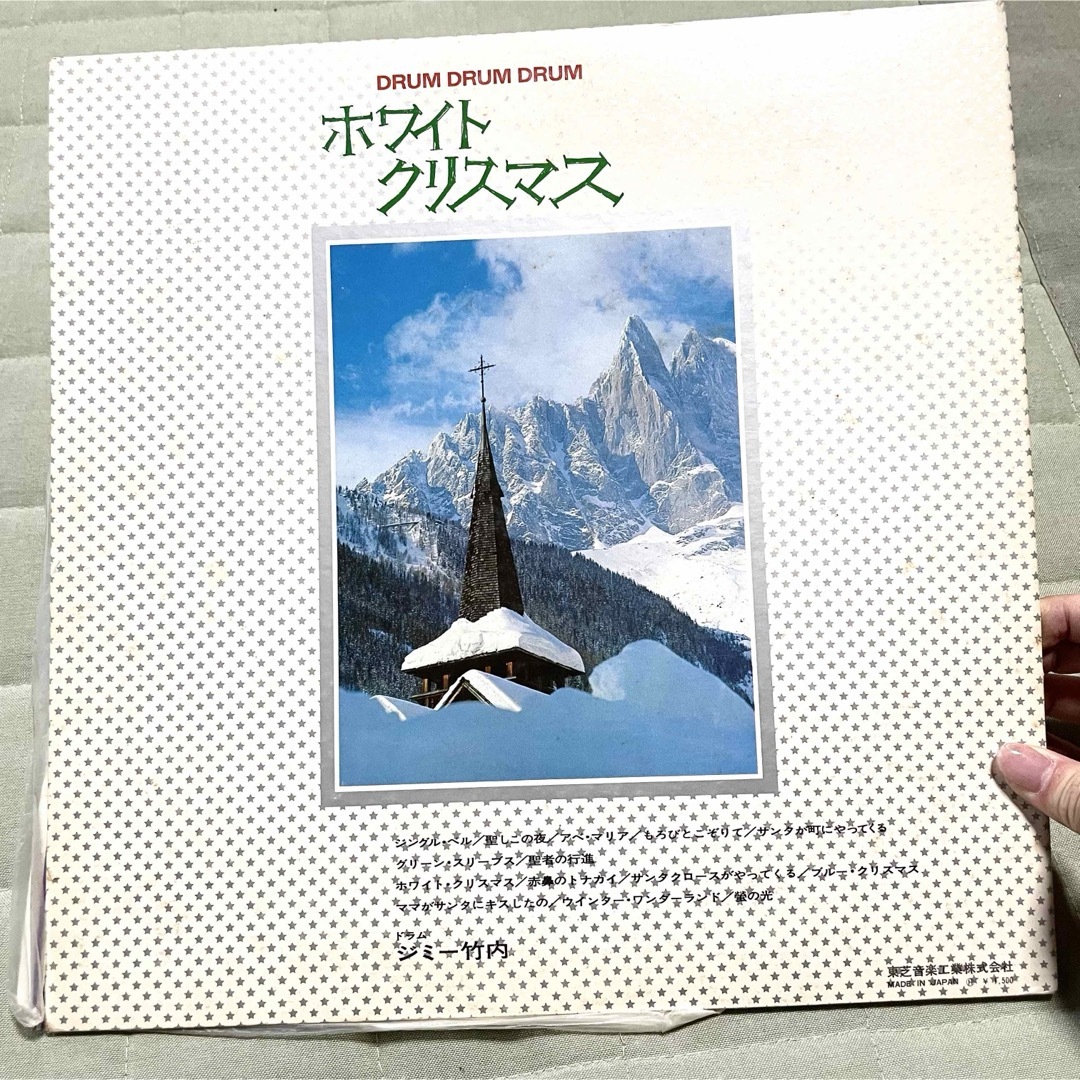 DRUM DRUM DRUM
ホワイト
クリスマス
ジングル・ベル／聖しこの夜／アベ・マリア／もろびとこぞりて／サンタが町にやってくる
グリーン・スリーブス／聖者の行進
ホワイト・クリスマス／赤鼻のトナカイ／サンタクロースがやってくる／ブルー・クリスマス
ママがサンタにキスしたの／ウインター・ワンダーランド／螢の光
ドラム
ジミー竹内
東芝音楽工業株式会社
MADE IN JAPAN Ⓗ ￥1,500